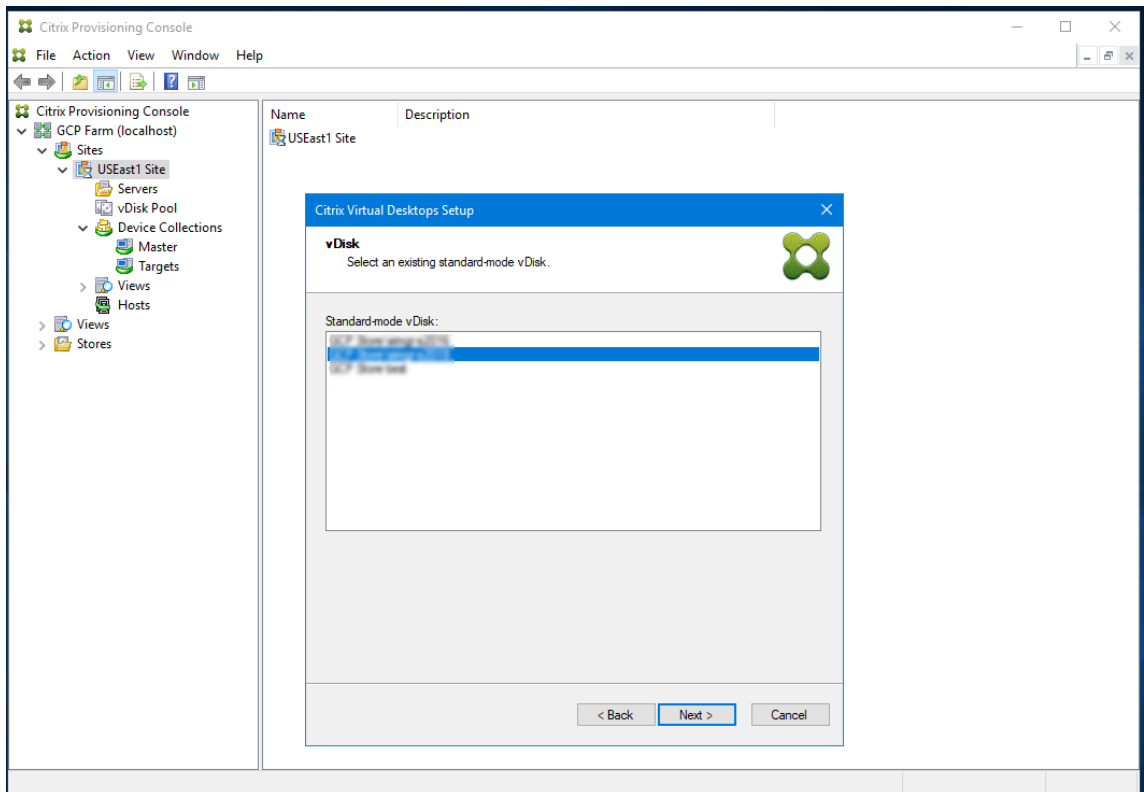 Citrix Provisioning Console
File Action View Window Help
Citrix Provisioning Console
GCP Farm (localhost)
Sites
USEast1 Site
Servers
vDisk Pool
Device Collections
Master
Targets
Views
Hosts
Views
Stores
Name Description
USEast1 Site
Citrix Virtual Desktops Setup
vDisk
Select an existing standard-mode vDisk.
Standard-mode vDisk:
< Back Next > Cancel